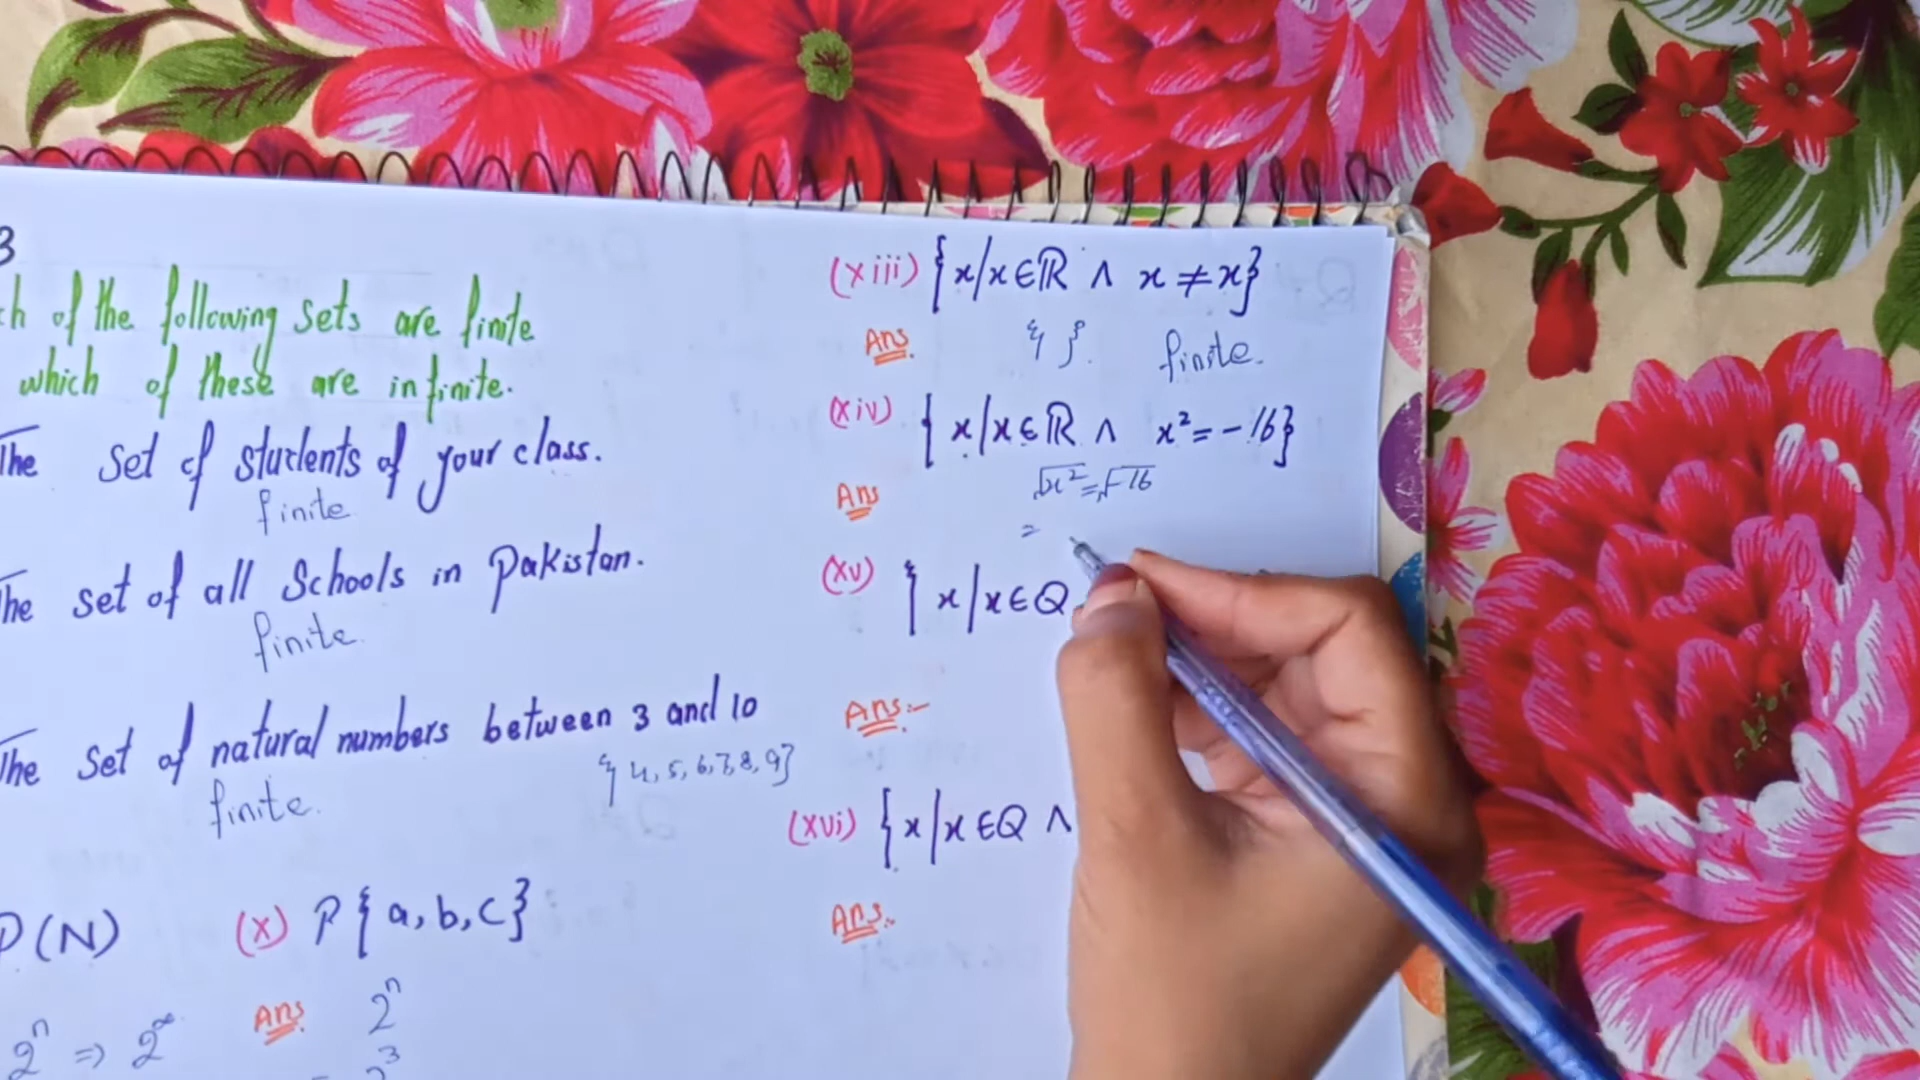 3
ch of the following sets are finite
which of these are infinite.
The set of students of your class.
finite
The set of all Schools in Pakistan.
finite.
The set of natural numbers between 3 and 10
{4,5,6,7,8,9}
finite.
P(N) (x) P{a,b,c}
Ans 2ⁿ
2ⁿ ⇒ 2^∞
(xiii) {x/x∈ℝ ∧ x≠x}
Ans. { }. finite.
(xiv) {x/x∈ℝ ∧ x²=-16}
Ans √x²=√-16
=
(xv) {x/x∈Q
Ans:-
(xvi) {x/x∈Q ∧
Ans:.